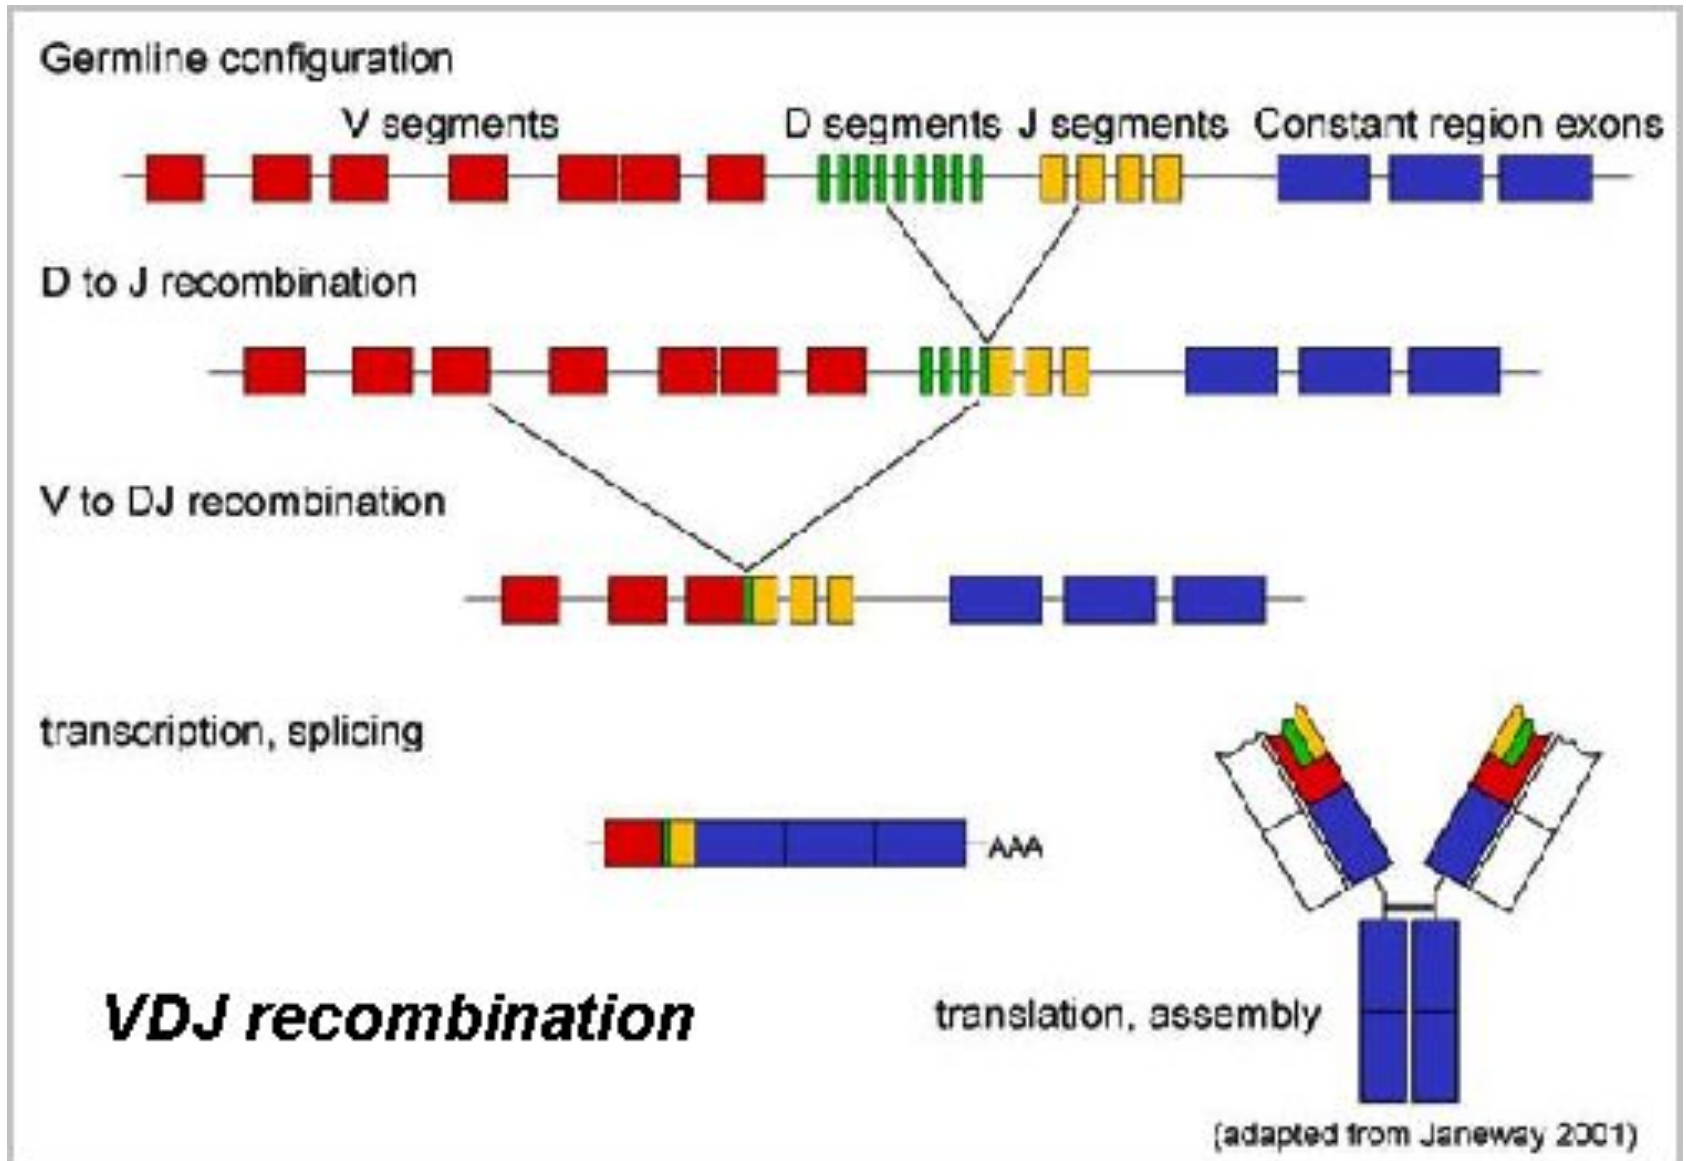 Germline configuration
V segments D segments J segments Constant region exons
D to J recombination
V to DJ recombination
transcription, splicing
AAA
VDJ recombination
translation, assembly
(adapted from Janeway 2001)